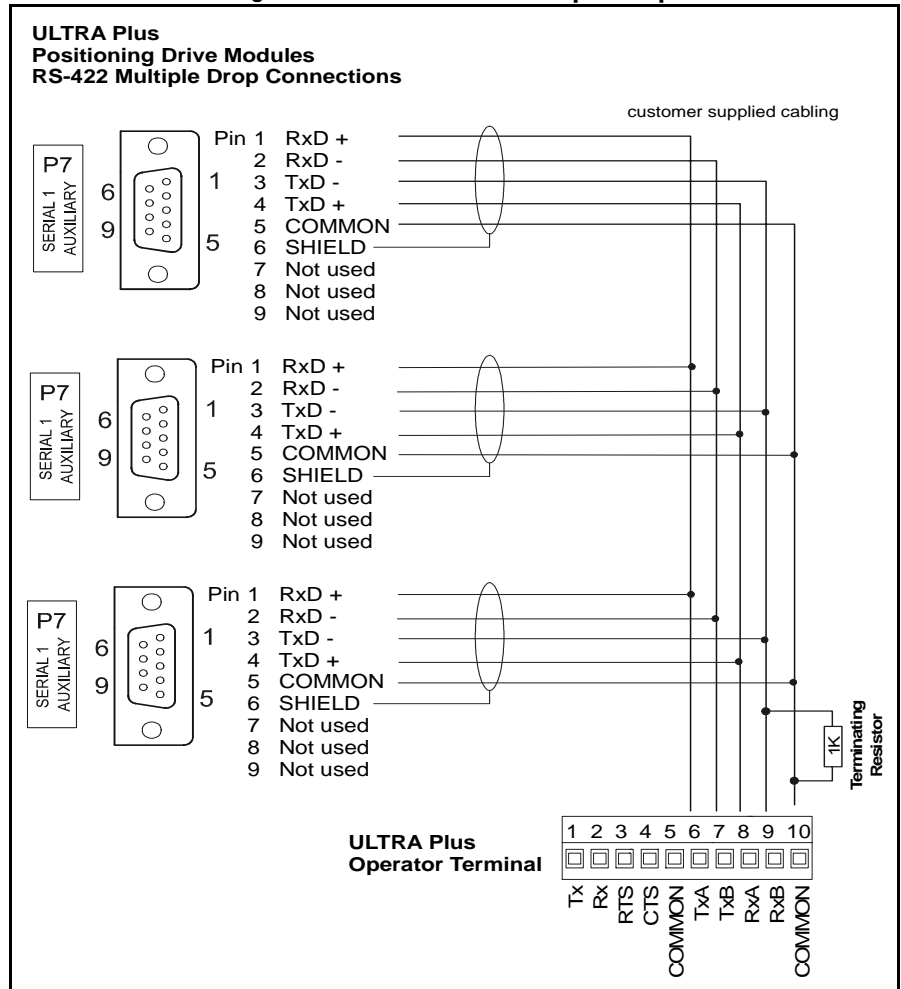 ULTRA Plus
Positioning Drive Modules
RS-422 Multiple Drop Connections
customer supplied cabling
P7
SERIAL 1
AUXILIARY
6
9
1
5
Pin 1 RxD +
2 RxD -
3 TxD -
4 TxD +
5 COMMON
6 SHIELD
7 Not used
8 Not used
9 Not used
P7
SERIAL 1
AUXILIARY
6
9
1
5
Pin 1 RxD +
2 RxD -
3 TxD -
4 TxD +
5 COMMON
6 SHIELD
7 Not used
8 Not used
9 Not used
P7
SERIAL 1
AUXILIARY
6
9
1
5
Pin 1 RxD +
2 RxD -
3 TxD -
4 TxD +
5 COMMON
6 SHIELD
7 Not used
8 Not used
9 Not used
1K
Terminating
Resistor
ULTRA Plus
Operator Terminal
1 2 3 4 5 6 7 8 9 10
Tx
Rx
RTS
CTS
COMMON
TxA
TxB
RxA
RxB
COMMON